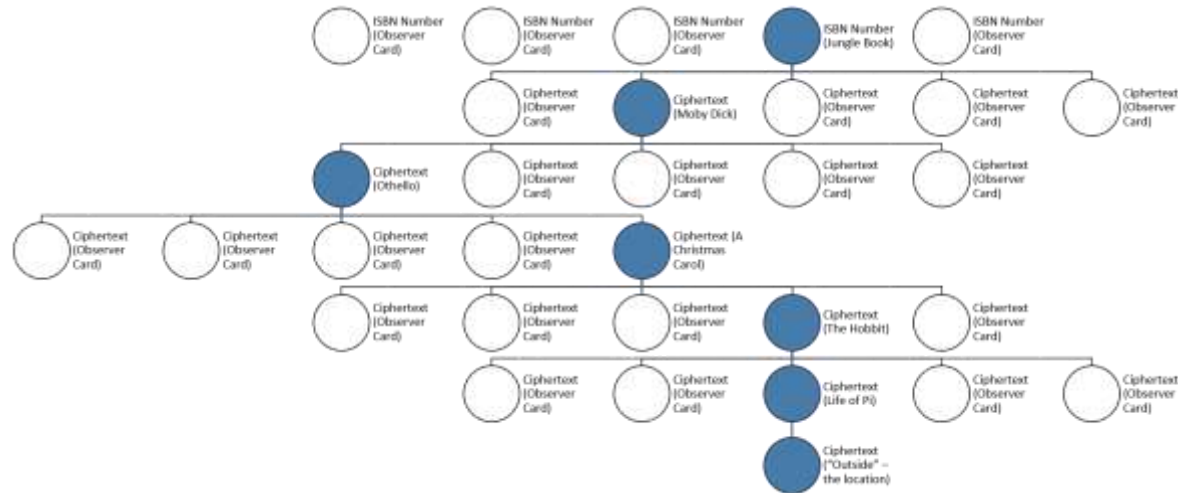 ISBN Number
(Observer
Card)
ISBN Number
(Observer
Card)
ISBN Number
(Observer
Card)
ISBN Number
(Jungle Book)
ISBN Number
(Observer
Card)
Ciphertext
(Observer
Card)
Ciphertext
(Moby Dick)
Ciphertext
(Observer
Card)
Ciphertext
(Observer
Card)
Ciphertext
(Observer
Card)
Ciphertext
(Othello)
Ciphertext
(Observer
Card)
Ciphertext
(Observer
Card)
Ciphertext
(Observer
Card)
Ciphertext
(Observer
Card)
Ciphertext
(Observer
Card)
Ciphertext
(Observer
Card)
Ciphertext
(Observer
Card)
Ciphertext
(Observer
Card)
Ciphertext (A
Christmas
Carol)
Ciphertext
(Observer
Card)
Ciphertext
(Observer
Card)
Ciphertext
(Observer
Card)
Ciphertext
(The Hobbit)
Ciphertext
(Observer
Card)
Ciphertext
(Observer
Card)
Ciphertext
(Observer
Card)
Ciphertext
(Life of Pi)
Ciphertext
(Observer
Card)
Ciphertext
(Observer
Card)
Ciphertext
("Outside" –
the location)